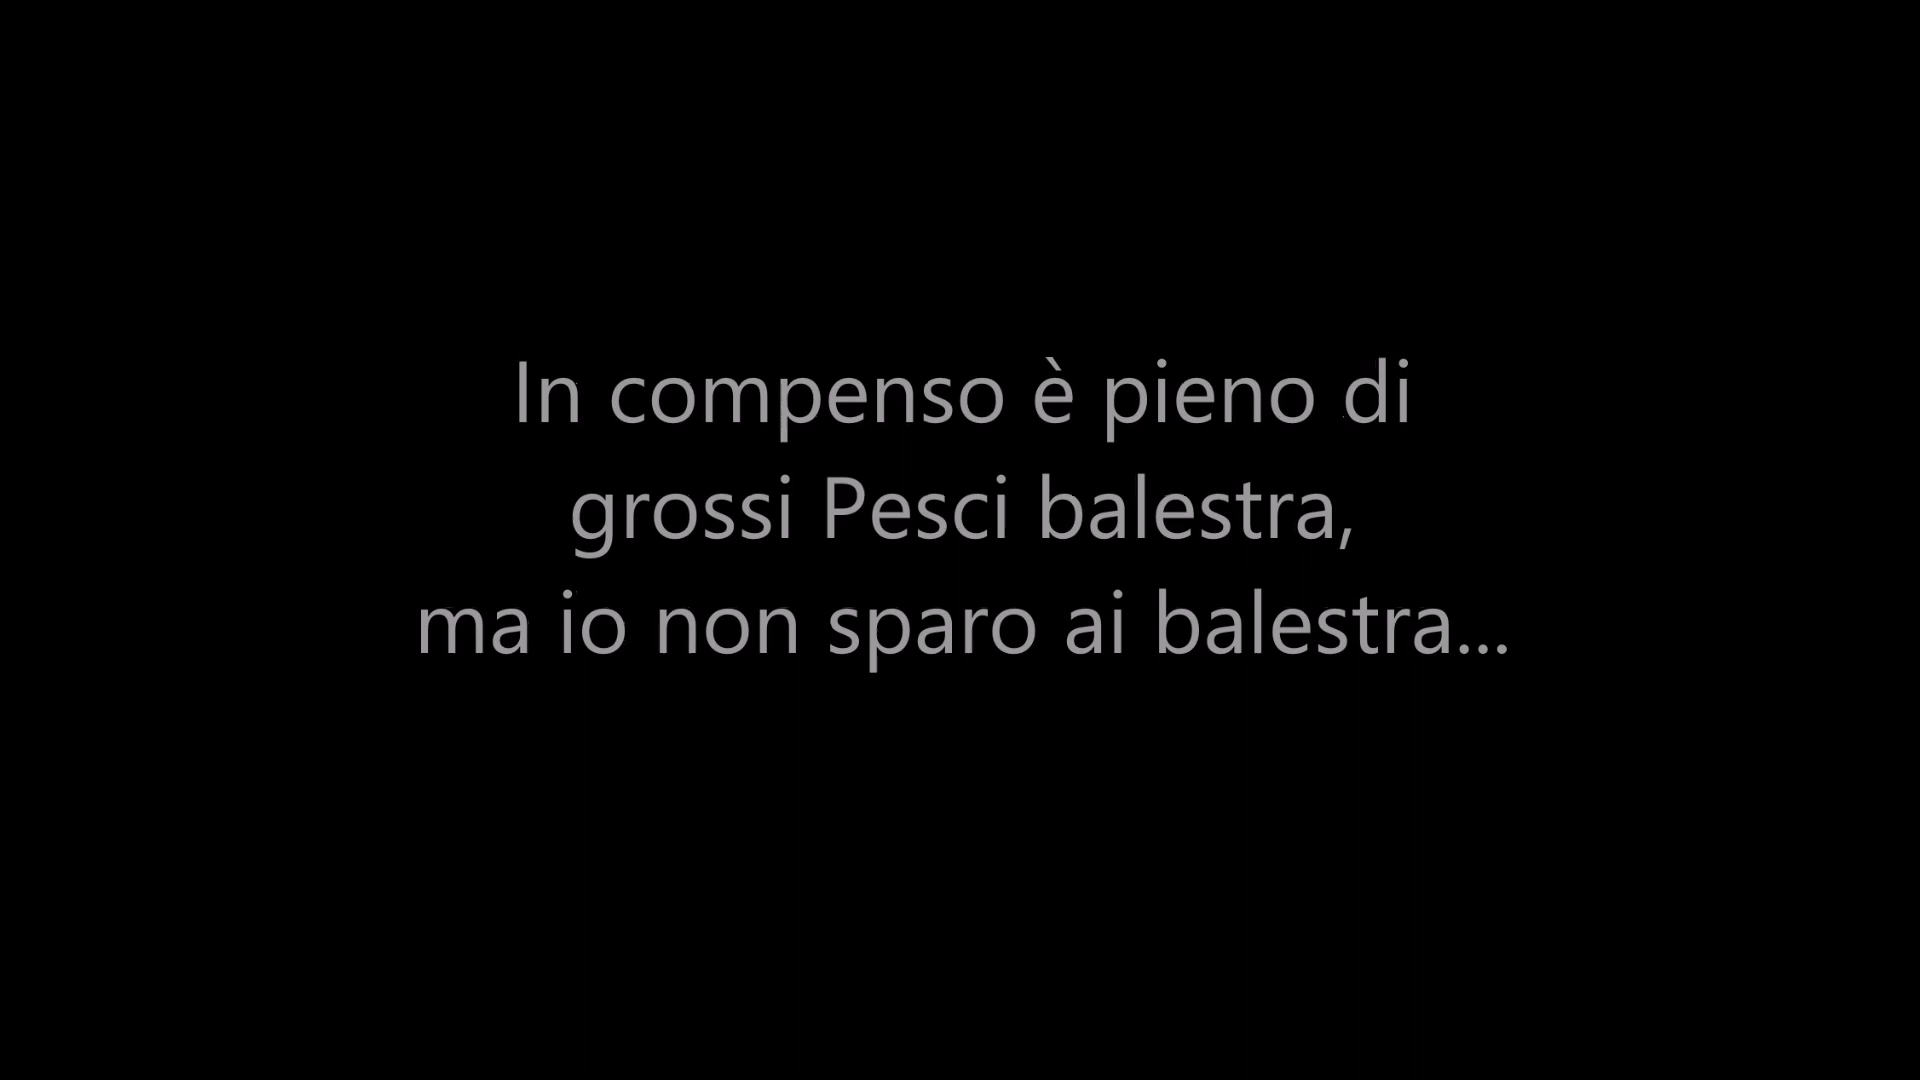 In compenso è pieno di
grossi Pesci balestra,
ma io non sparo ai balestra...